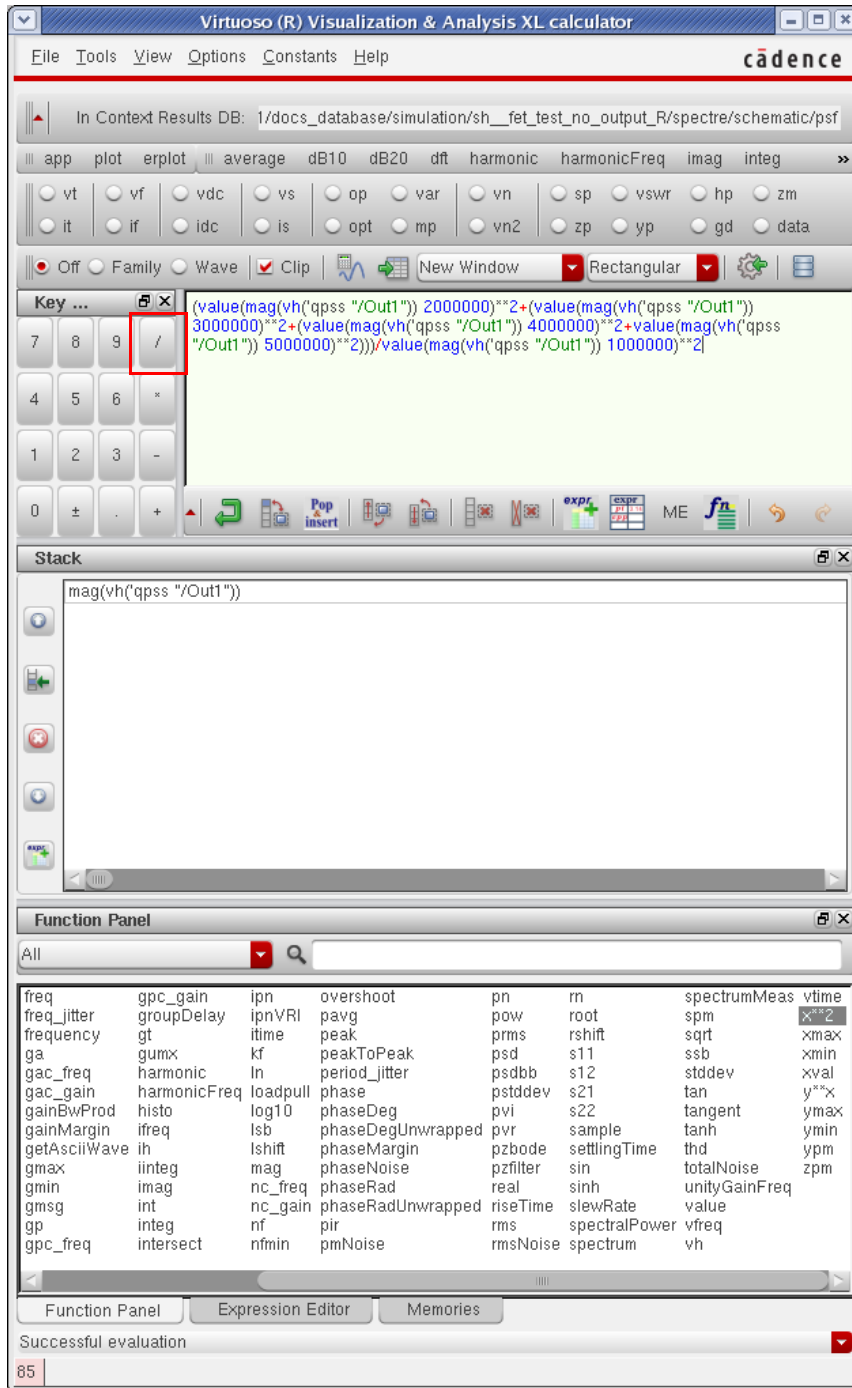 Virtuoso (R) Visualization & Analysis XL calculator
File Tools View Options Constants Help cādence
In Context Results DB: 1/docs_database/simulation/sh__fet_test_no_output_R/spectre/schematic/psf
app plot erplot average dB10 dB20 dft harmonic harmonicFreq imag integ »
vt vf vdc vs op var vn sp vswr hp zm
it if idc is opt mp vn2 zp yp gd data
Off Family Wave Clip New Window Rectangular
Key ...
7 8 9 /
4 5 6 *
1 2 3 -
0 ± . +
(value(mag(vh('qpss "/Out1")) 2000000)**2+(value(mag(vh('qpss "/Out1"))
3000000)**2+(value(mag(vh('qpss "/Out1")) 4000000)**2+value(mag(vh('qpss
"/Out1")) 5000000)**2)))/value(mag(vh('qpss "/Out1")) 1000000)**2
Pop & insert expr expr ME fn
Stack
mag(vh('qpss "/Out1"))
expr
Function Panel
All
freq gpc_gain ipn overshoot pn rn spectrumMeas vtime
freq_jitter groupDelay ipnVRI pavg pow root spm x**2
frequency gt itime peak prms rshift sqrt xmax
ga gumx kf peakToPeak psd s11 ssb xmin
gac_freq harmonic ln period_jitter psdbb s12 stddev xval
gac_gain harmonicFreq loadpull phase pstddev s21 tan y**x
gainBwProd histo log10 phaseDeg pvi s22 tangent ymax
gainMargin ifreq lsb phaseDegUnwrapped pvr sample tanh ymin
getAsciiWave ih lshift phaseMargin pzbode settlingTime thd ypm
gmax iinteg mag phaseNoise pzfilter sin totalNoise zpm
gmin imag nc_freq phaseRad real sinh unityGainFreq
gmsg int nc_gain phaseRadUnwrapped riseTime slewRate value
gp integ nf pir rms spectralPower vfreq
gpc_freq intersect nfmin pmNoise rmsNoise spectrum vh
Function Panel Expression Editor Memories
Successful evaluation
85